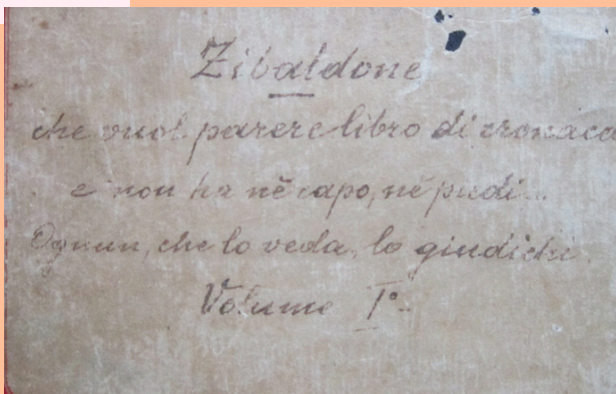 Zibaldone
che vuol parere libro di cronaca
e non ha nè capo, nè piedi...
Ognun, che lo veda, lo giudichi.
Volume Iº.